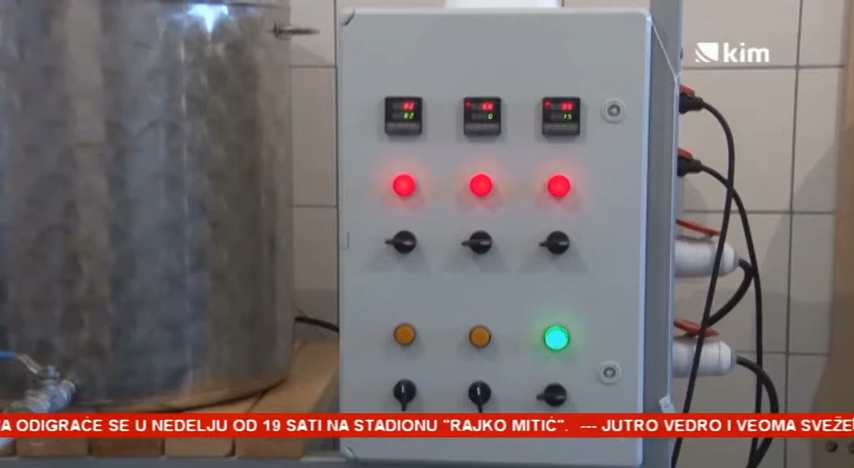 kim
A ODIGRAĆE SE U NEDELJU OD 19 SATI NA STADIONU "RAJKO MITIĆ". --- JUTRO VEDRO I VEOMA SVEŽE